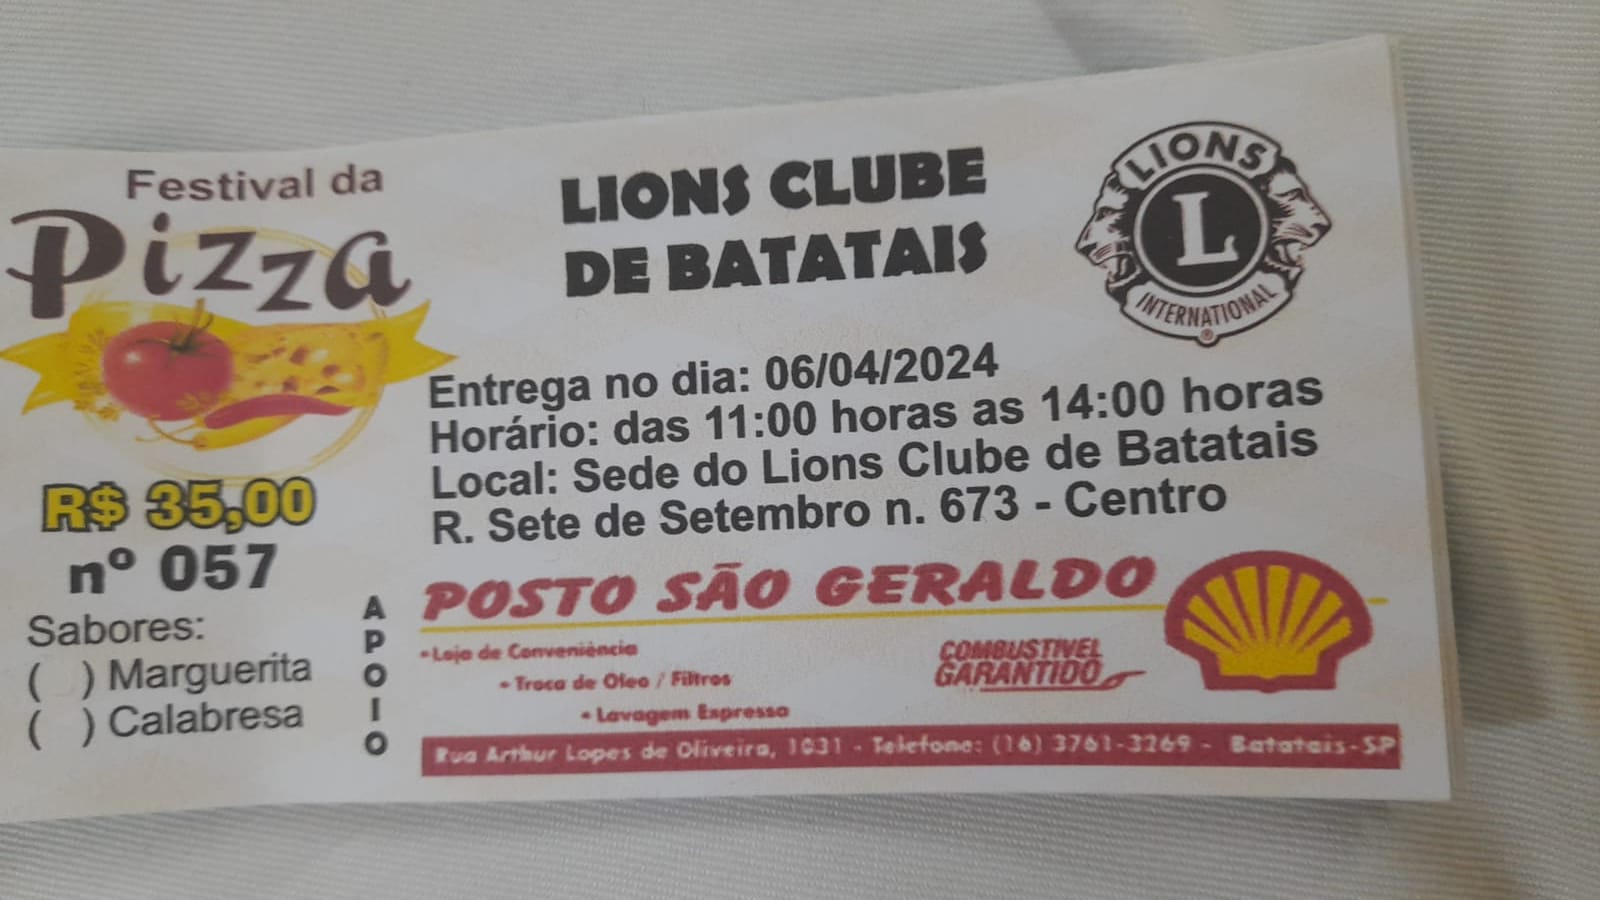 Festival da
Pizza
R$ 35,00
nº 057
Sabores:
( ) Marguerita
( ) Calabresa
APOIO
LIONS CLUBE
DE BATATAIS
LIONS
L
INTERNATIONAL
®
Entrega no dia: 06/04/2024
Horário: das 11:00 horas as 14:00 horas
Local: Sede do Lions Clube de Batatais
R. Sete de Setembro n. 673 - Centro
POSTO SÃO GERALDO
• Loja de Conveniência
• Troca de Oleo / Filtros
• Lavagem Expressa
COMBUSTIVEL
GARANTIDO
Rua Arthur Lopes de Oliveira, 1031 - Telefone: (16) 3761-3269 - Batatais-SP